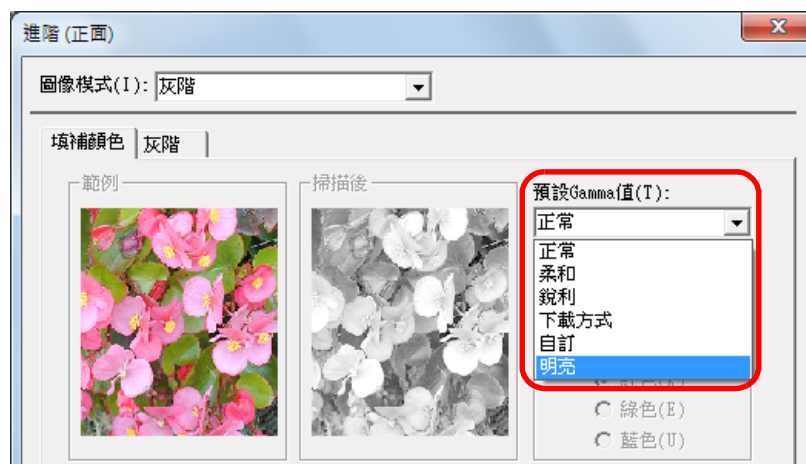 進階 (正面)
圖像模式(I): 灰階
填補顏色 灰階
範例
掃描後
預設Gamma值(T):
正常
正常
柔和
銳利
下載方式
自訂
明亮
綠色(E)
藍色(U)